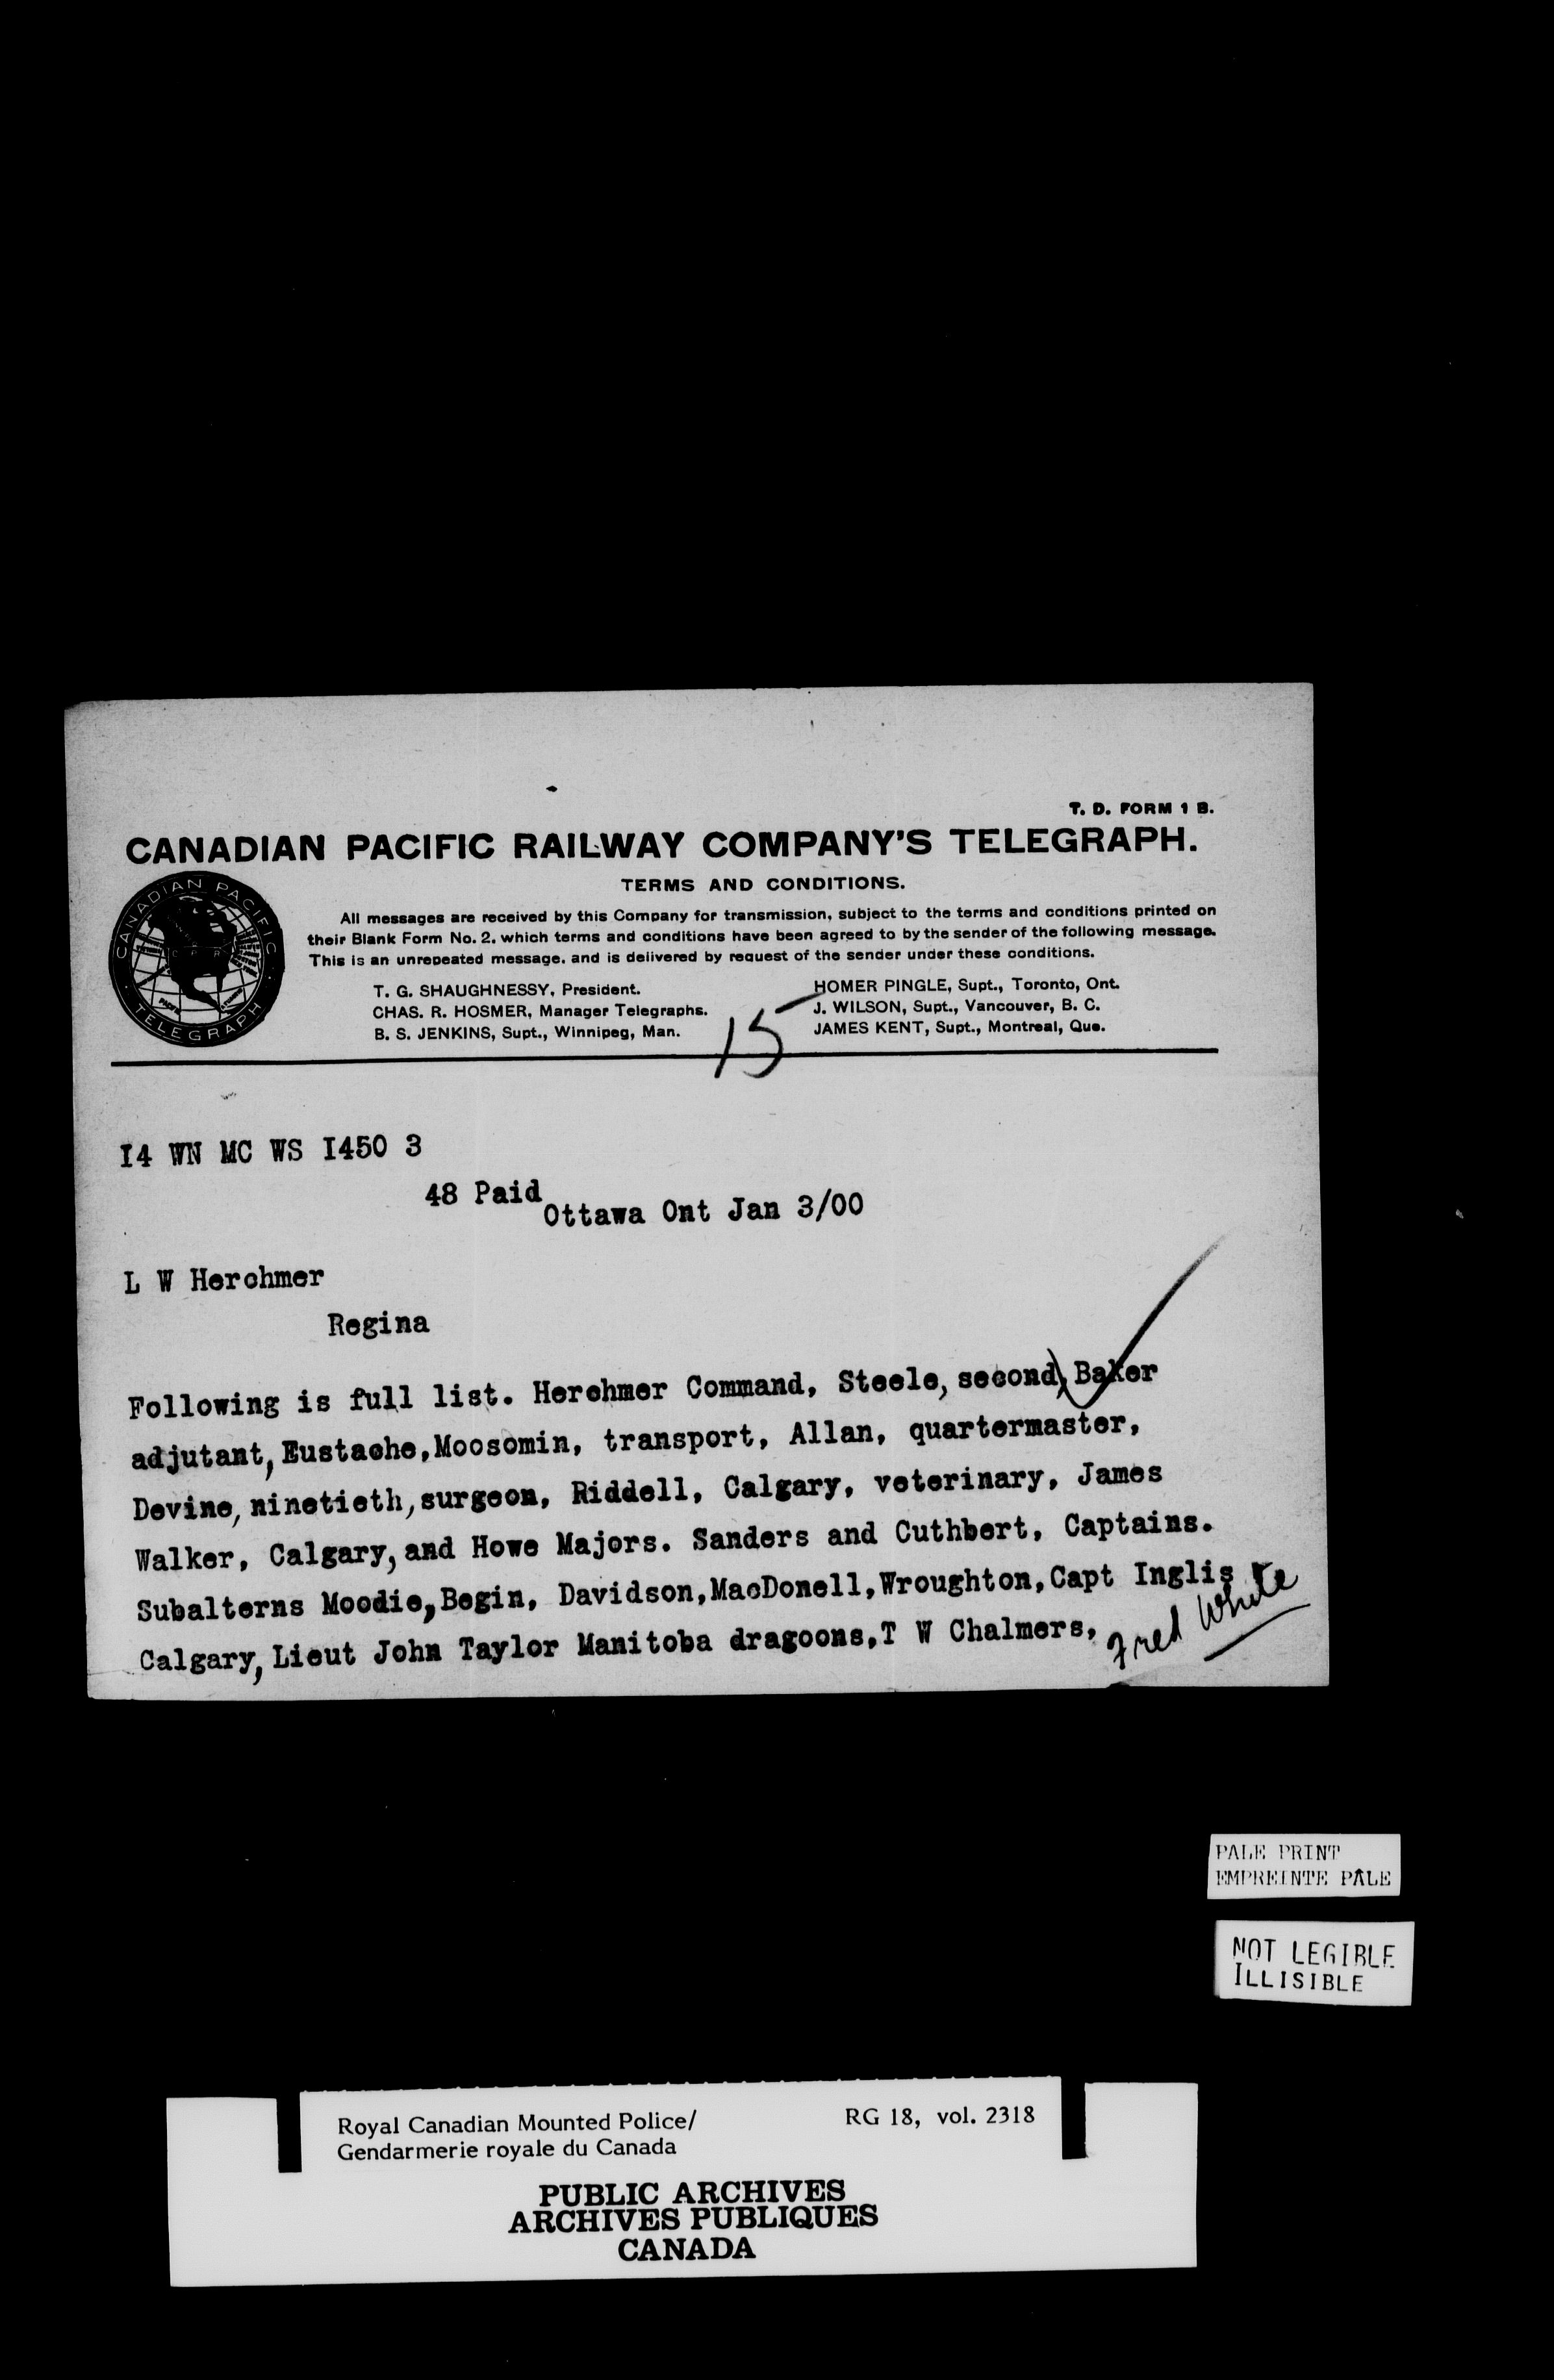 T. D. FORM 1 B.
CANADIAN PACIFIC RAILWAY COMPANY'S TELEGRAPH.
TERMS AND CONDITIONS.
All messages are received by this Company for transmission, subject to the terms and conditions printed on
their Blank Form No. 2, which terms and conditions have been agreed to by the sender of the following message.
This is an unrepeated message, and is delivered by request of the sender under these conditions.
CANADIAN PACIFIC
TELEGRAPH
T. G. SHAUGHNESSY, President.
CHAS. R. HOSMER, Manager Telegraphs.
B. S. JENKINS, Supt., Winnipeg, Man.
HOMER PINGLE, Supt., Toronto, Ont.
J. WILSON, Supt., Vancouver, B. C.
JAMES KENT, Supt., Montreal, Que.
15
I4 WN MC WS I450 3
48 Paid
Ottawa Ont Jan 3/00
L W Herchmer
Regina
Following is full list. Herchmer Command, Steele, second, Baker
adjutant, Eustache, Moosomin, transport, Allan, quartermaster,
Devine, ninetieth, surgeon, Riddell, Calgary, veterinary, James
Walker, Calgary, and Howe Majors. Sanders and Cuthbert, Captains.
Subalterns Moodie, Begin, Davidson, MacDonell, Wroughton, Capt Inglis
Calgary, Lieut John Taylor Manitoba dragoons, T W Chalmers,
Fred White
PALE PRINT
EMPREINTE PÂLE
NOT LEGIBLE
ILLISIBLE
Royal Canadian Mounted Police/
Gendarmerie royale du Canada
RG 18, vol. 2318
PUBLIC ARCHIVES
ARCHIVES PUBLIQUES
CANADA